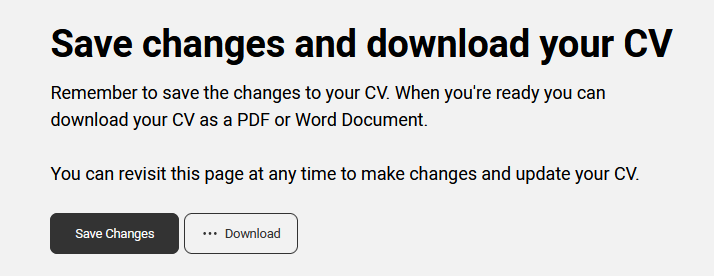 Save changes and download your CV
Remember to save the changes to your CV. When you're ready you can
download your CV as a PDF or Word Document.
You can revisit this page at any time to make changes and update your CV.
Save Changes
··· Download